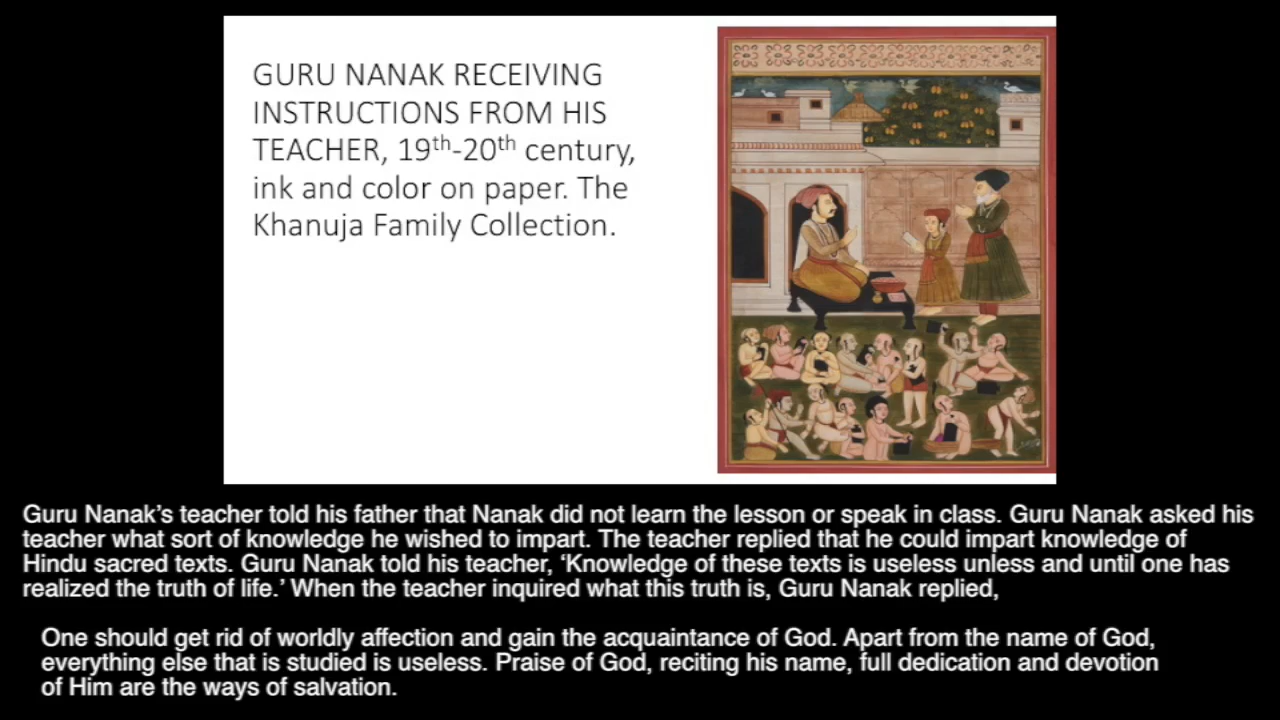 GURU NANAK RECEIVING
INSTRUCTIONS FROM HIS
TEACHER, 19th-20th century,
ink and color on paper. The
Khanuja Family Collection.
Guru Nanak’s teacher told his father that Nanak did not learn the lesson or speak in class. Guru Nanak asked his
teacher what sort of knowledge he wished to impart. The teacher replied that he could impart knowledge of
Hindu sacred texts. Guru Nanak told his teacher, ‘Knowledge of these texts is useless unless and until one has
realized the truth of life.’ When the teacher inquired what this truth is, Guru Nanak replied,
One should get rid of worldly affection and gain the acquaintance of God. Apart from the name of God,
everything else that is studied is useless. Praise of God, reciting his name, full dedication and devotion
of Him are the ways of salvation.